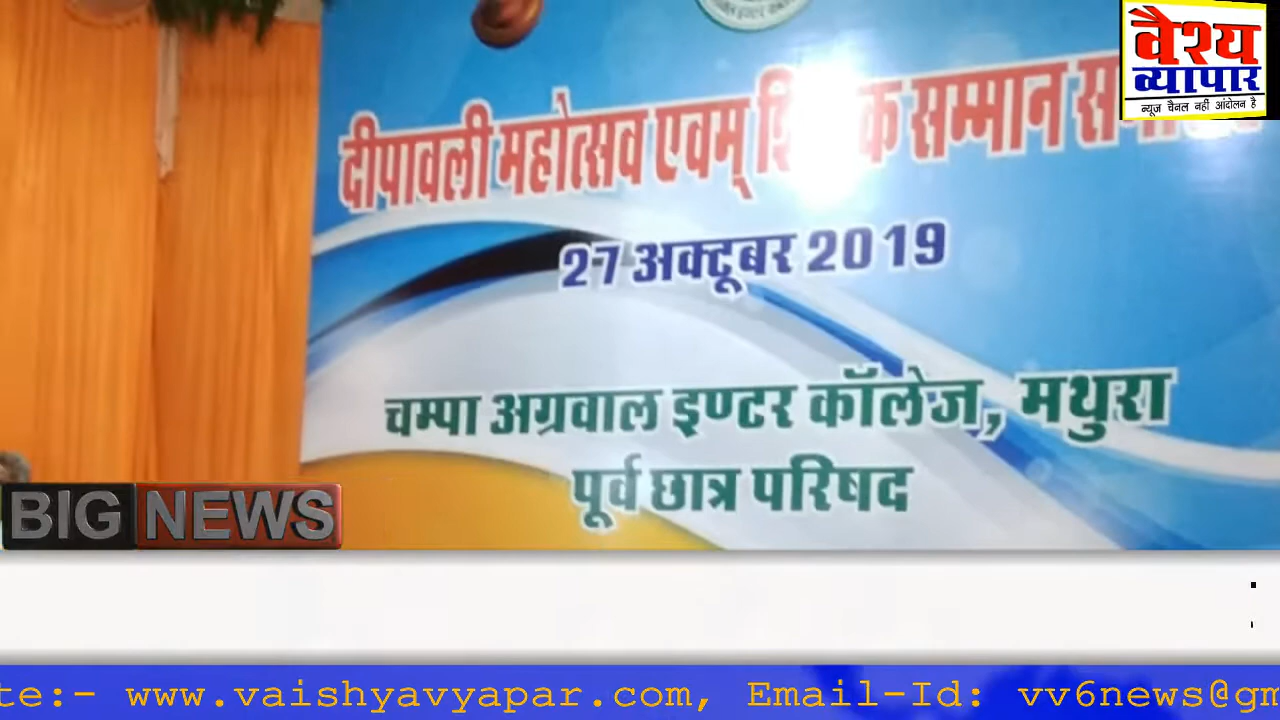 वैश्य
व्यापार
न्यूज चैनल नहीं आंदोलन है
दीपावली महोत्सव एवम् सम्मान
27 अक्टूबर 2019
चम्पा अग्रवाल इण्टर कॉलेज, मथुरा
पूर्व छात्र परिषद
BIG NEWS
te:- www.vaishyavyapar.com, Email-Id: vv6news@gm